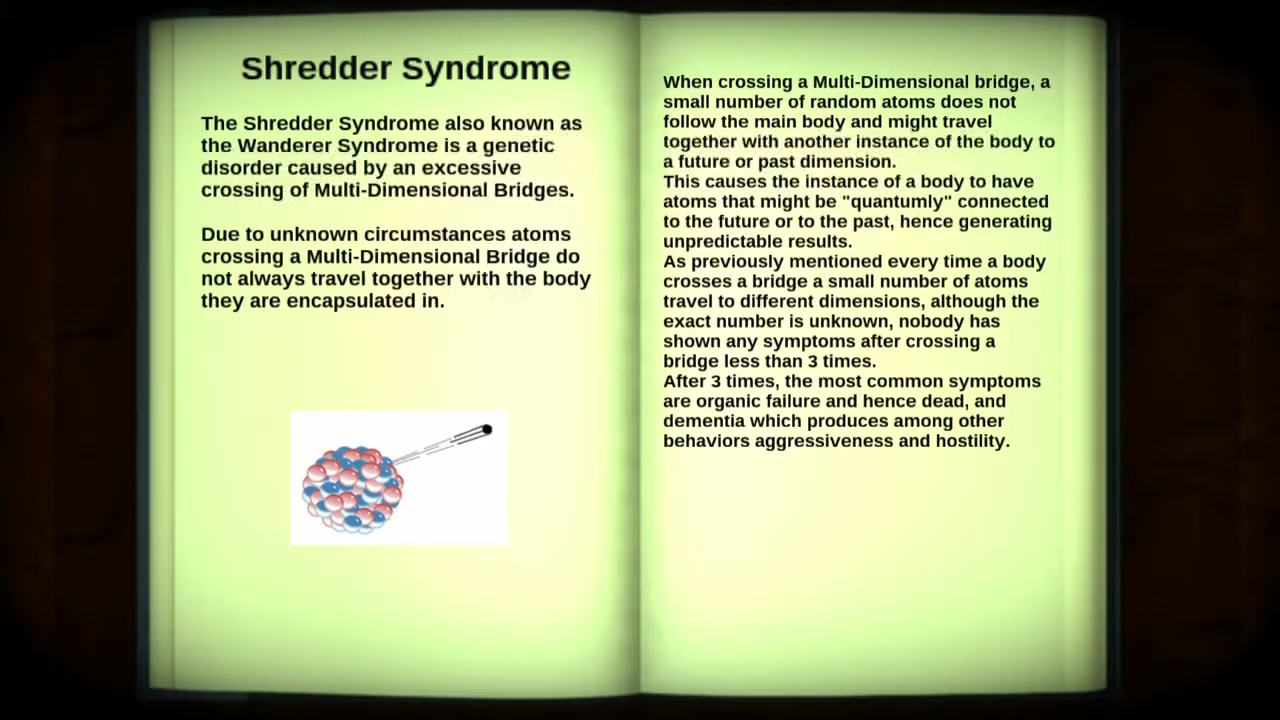 Shredder Syndrome
The Shredder Syndrome also known as
the Wanderer Syndrome is a genetic
disorder caused by an excessive
crossing of Multi-Dimensional Bridges.
Due to unknown circumstances atoms
crossing a Multi-Dimensional Bridge do
not always travel together with the body
they are encapsulated in.
When crossing a Multi-Dimensional bridge, a
small number of random atoms does not
follow the main body and might travel
together with another instance of the body to
a future or past dimension.
This causes the instance of a body to have
atoms that might be "quantumly" connected
to the future or to the past, hence generating
unpredictable results.
As previously mentioned every time a body
crosses a bridge a small number of atoms
travel to different dimensions, although the
exact number is unknown, nobody has
shown any symptoms after crossing a
bridge less than 3 times.
After 3 times, the most common symptoms
are organic failure and hence dead, and
dementia which produces among other
behaviors aggressiveness and hostility.